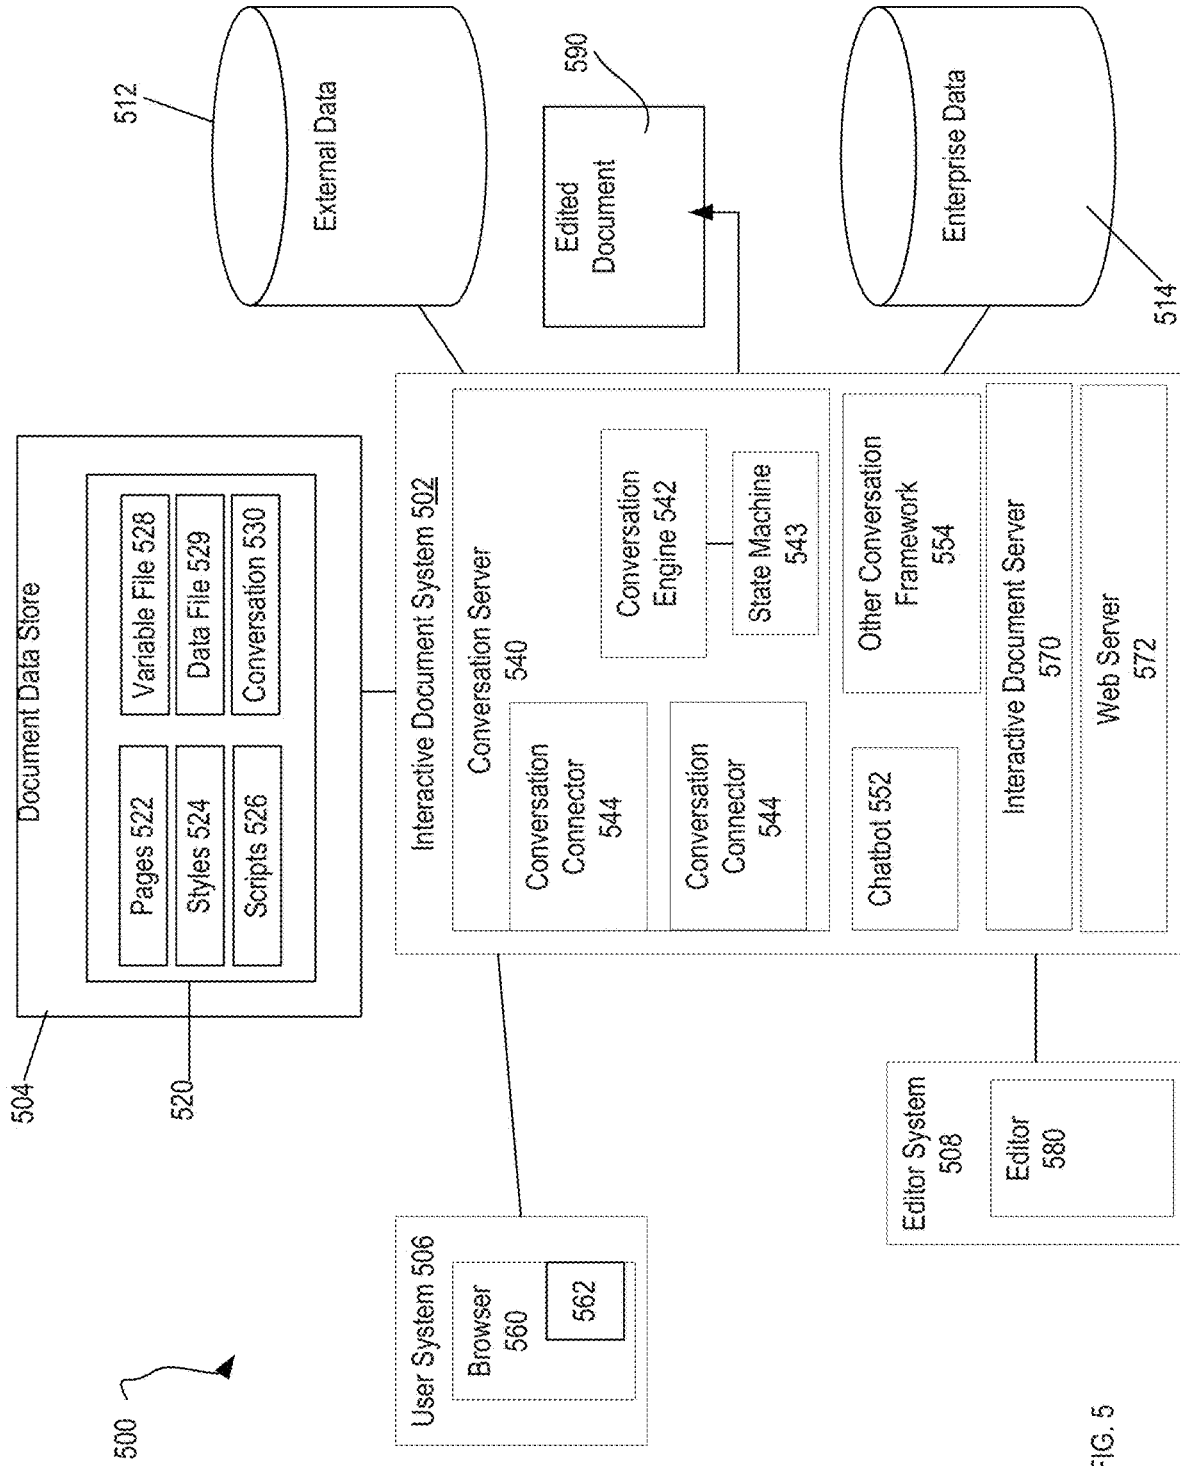 500
504
Document Data Store
520
Pages 522
Styles 524
Scripts 526
Variable File 528
Data File 529
Conversation 530
512
External Data
User System 506
Browser
560
562
Interactive Document System 502
Conversation Server
540
Conversation
Connector
544
Conversation
Connector
544
Conversation
Engine 542
State Machine
543
Chatbot 552
Other Conversation
Framework
554
Interactive Document Server
570
Web Server
572
590
Edited
Document
Enterprise Data
514
Editor System
508
Editor
580
FIG. 5